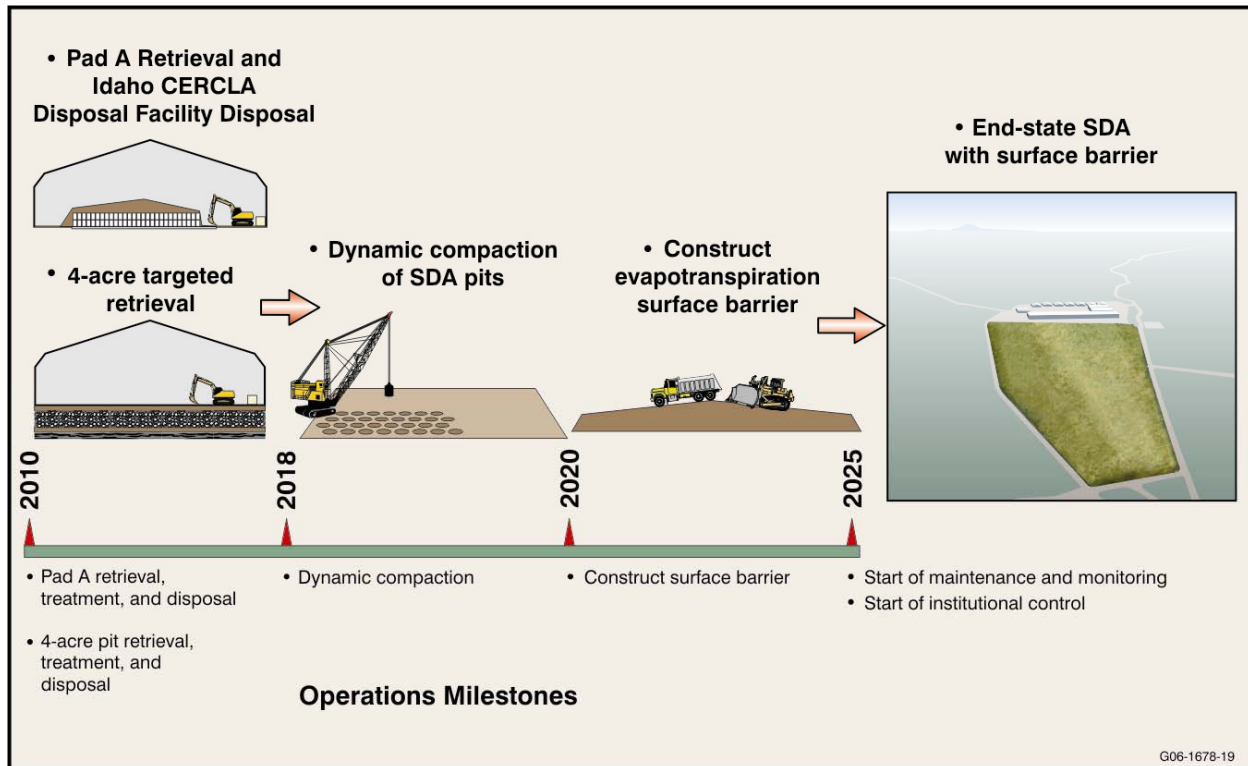 • Pad A Retrieval and
Idaho CERCLA
Disposal Facility Disposal
• 4-acre targeted
retrieval
• Dynamic compaction
of SDA pits
• Construct
evapotranspiration
surface barrier
• End-state SDA
with surface barrier
2010
2018
2020
2025
• Pad A retrieval,
treatment, and disposal
• 4-acre pit retrieval,
treatment, and
disposal
• Dynamic compaction
• Construct surface barrier
• Start of maintenance and monitoring
• Start of institutional control
Operations Milestones
G06-1678-19